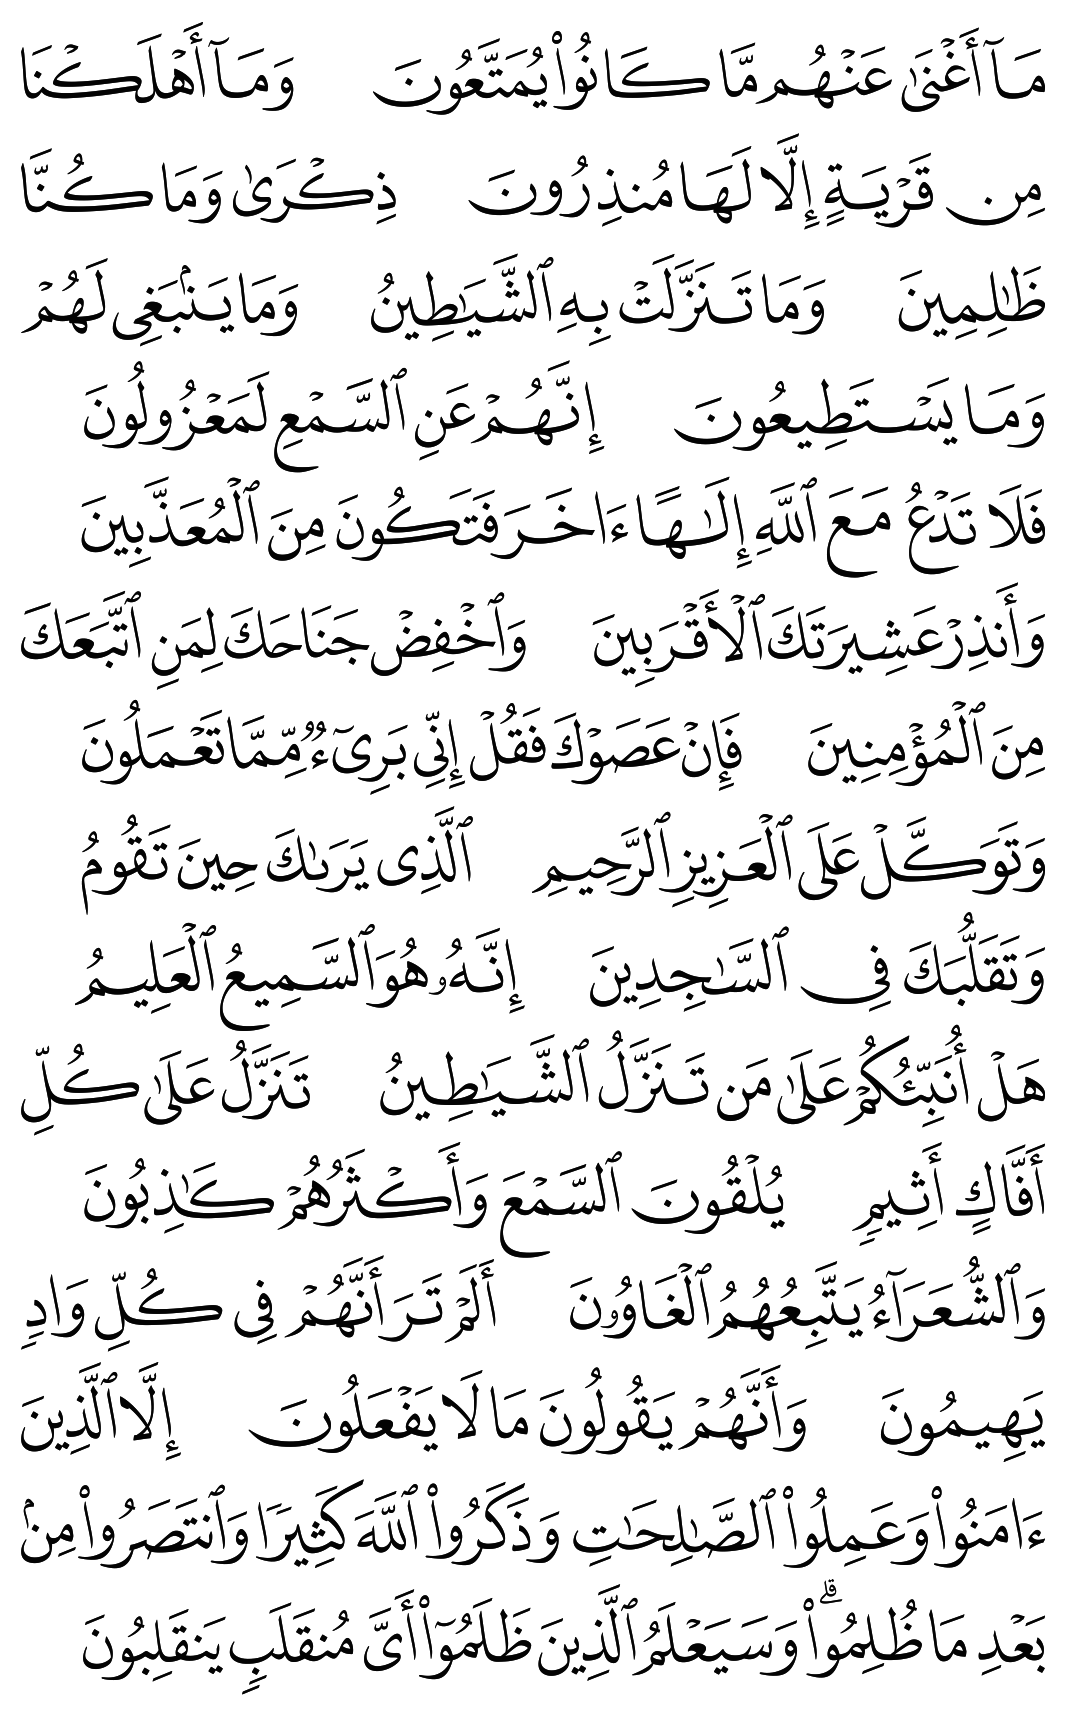 مَآ أَغْنَىٰ عَنْهُم مَّا كَانُوا۟ يُمَتَّعُونَ وَمَآ أَهْلَكْنَا
مِن قَرْيَةٍ إِلَّا لَهَا مُنذِرُونَ ذِكْرَىٰ وَمَا كُنَّا
ظَٰلِمِينَ وَمَا تَنَزَّلَتْ بِهِ ٱلشَّيَٰطِينُ وَمَا يَنۢبَغِى لَهُمْ
وَمَا يَسْتَطِيعُونَ إِنَّهُمْ عَنِ ٱلسَّمْعِ لَمَعْزُولُونَ
فَلَا تَدْعُ مَعَ ٱللَّهِ إِلَٰهًا ءَاخَرَ فَتَكُونَ مِنَ ٱلْمُعَذَّبِينَ
وَأَنذِرْ عَشِيرَتَكَ ٱلْأَقْرَبِينَ وَٱخْفِضْ جَنَاحَكَ لِمَنِ ٱتَّبَعَكَ
مِنَ ٱلْمُؤْمِنِينَ فَإِنْ عَصَوْكَ فَقُلْ إِنِّى بَرِىٓءٌ مِّمَّا تَعْمَلُونَ
وَتَوَكَّلْ عَلَى ٱلْعَزِيزِ ٱلرَّحِيمِ ٱلَّذِى يَرَىٰكَ حِينَ تَقُومُ
وَتَقَلُّبَكَ فِى ٱلسَّٰجِدِينَ إِنَّهُۥ هُوَ ٱلسَّمِيعُ ٱلْعَلِيمُ
هَلْ أُنَبِّئُكُمْ عَلَىٰ مَن تَنَزَّلُ ٱلشَّيَٰطِينُ تَنَزَّلُ عَلَىٰ كُلِّ
أَفَّاكٍ أَثِيمٍ يُلْقُونَ ٱلسَّمْعَ وَأَكْثَرُهُمْ كَٰذِبُونَ
وَٱلشُّعَرَآءُ يَتَّبِعُهُمُ ٱلْغَاوُۥنَ أَلَمْ تَرَ أَنَّهُمْ فِى كُلِّ وَادٍ
يَهِيمُونَ وَأَنَّهُمْ يَقُولُونَ مَا لَا يَفْعَلُونَ إِلَّا ٱلَّذِينَ
ءَامَنُوا۟ وَعَمِلُوا۟ ٱلصَّٰلِحَٰتِ وَذَكَرُوا۟ ٱللَّهَ كَثِيرًا وَٱنتَصَرُوا۟ مِنۢ
بَعْدِ مَا ظُلِمُوا۟ ۗ وَسَيَعْلَمُ ٱلَّذِينَ ظَلَمُوٓا۟ أَىَّ مُنقَلَبٍ يَنقَلِبُونَ